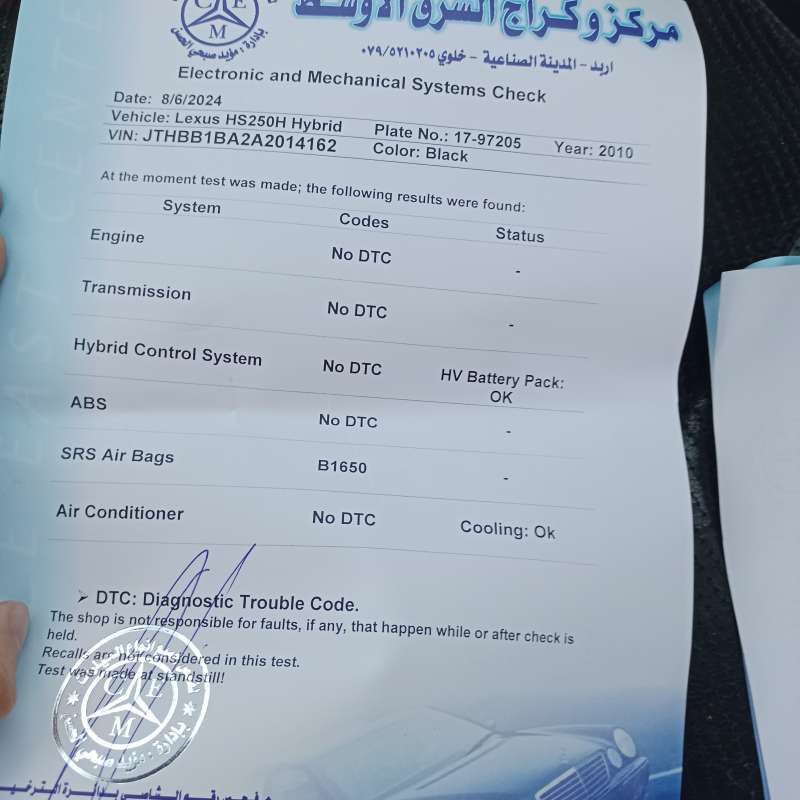 مركز وكراج الشرق الأوسط
C E
M
بإدارة : مؤيد صبحي الحسن
اربد - المدينة الصناعية - خلوي ٠٧٩/٥٢١٠٢٠٥
Electronic and Mechanical Systems Check
Date: 8/6/2024
Vehicle: Lexus HS250H Hybrid Plate No.: 17-97205 Year: 2010
VIN: JTHBB1BA2A2014162 Color: Black
At the moment test was made; the following results were found:
System Codes Status
Engine No DTC -
Transmission No DTC -
Hybrid Control System No DTC HV Battery Pack: OK
ABS No DTC -
SRS Air Bags B1650 -
Air Conditioner No DTC Cooling: Ok
➢ DTC: Diagnostic Trouble Code.
The shop is not responsible for faults, if any, that happen while or after check is
held.
Recalls are not considered in this test.
Test was made at standstill!
C E
M